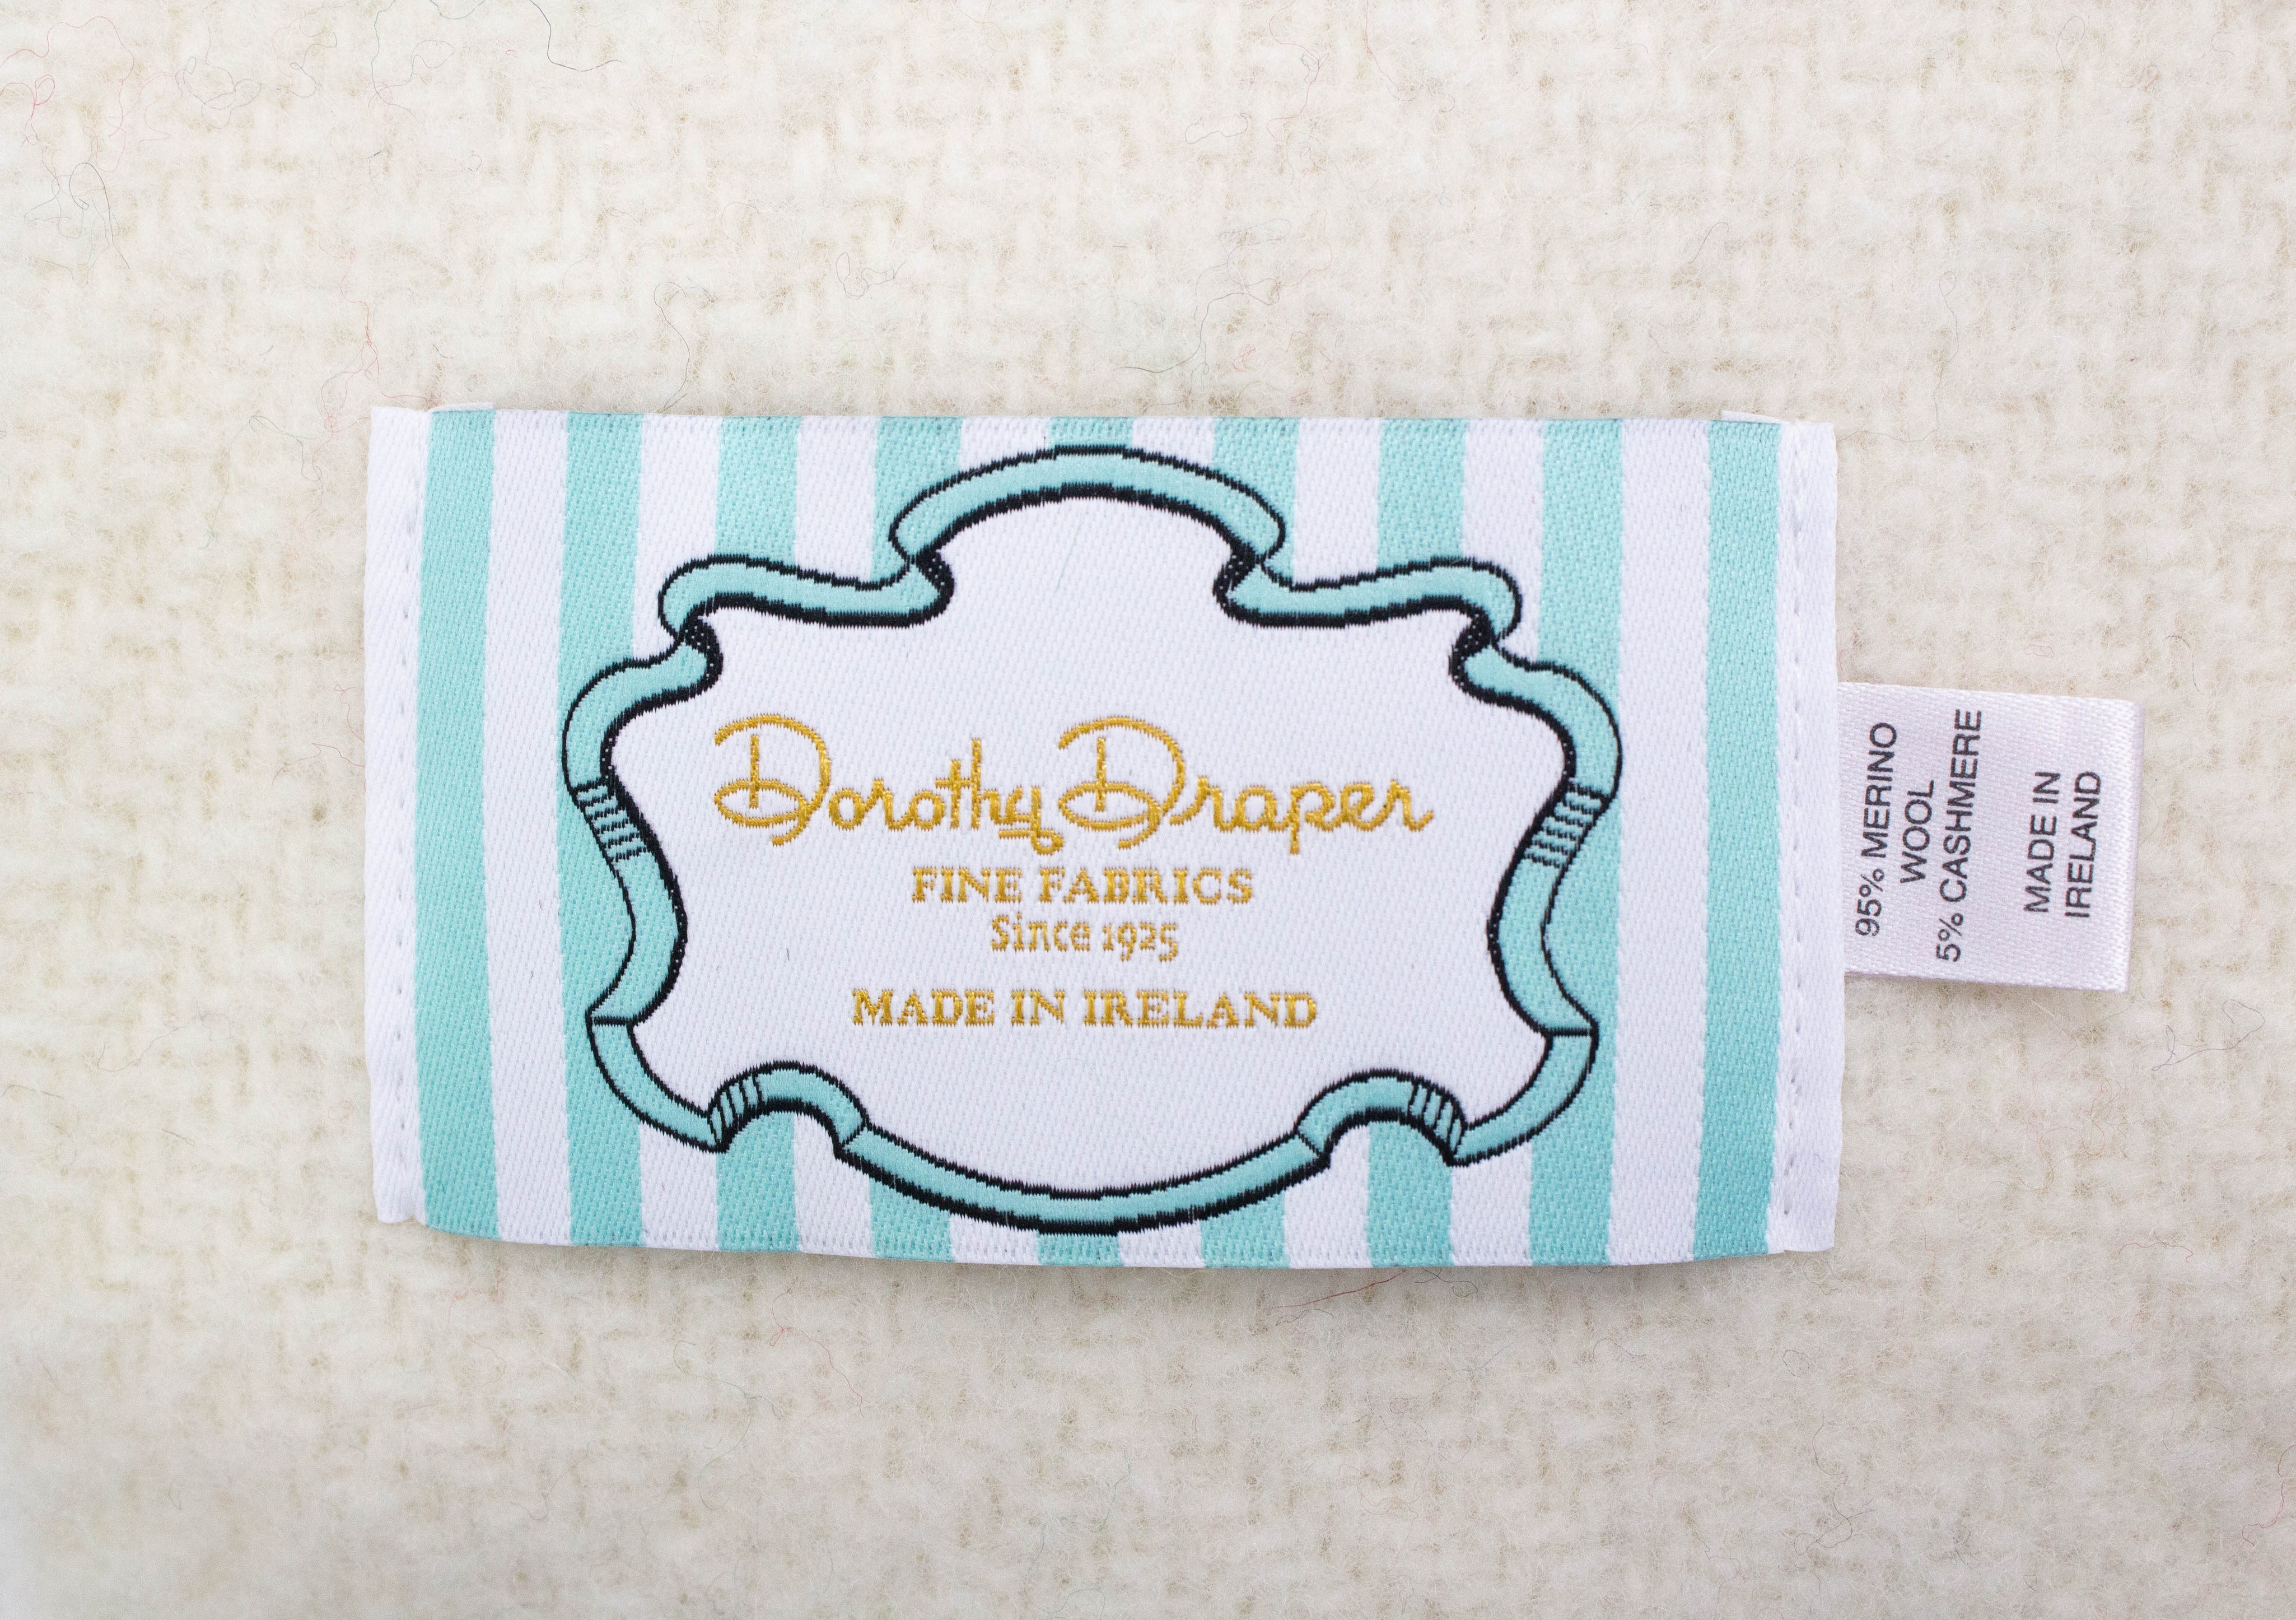 Dorothy Draper
FINE FABRICS
Since 1925
MADE IN IRELAND
95% MERINO
WOOL
5% CASHMERE
MADE IN
IRELAND